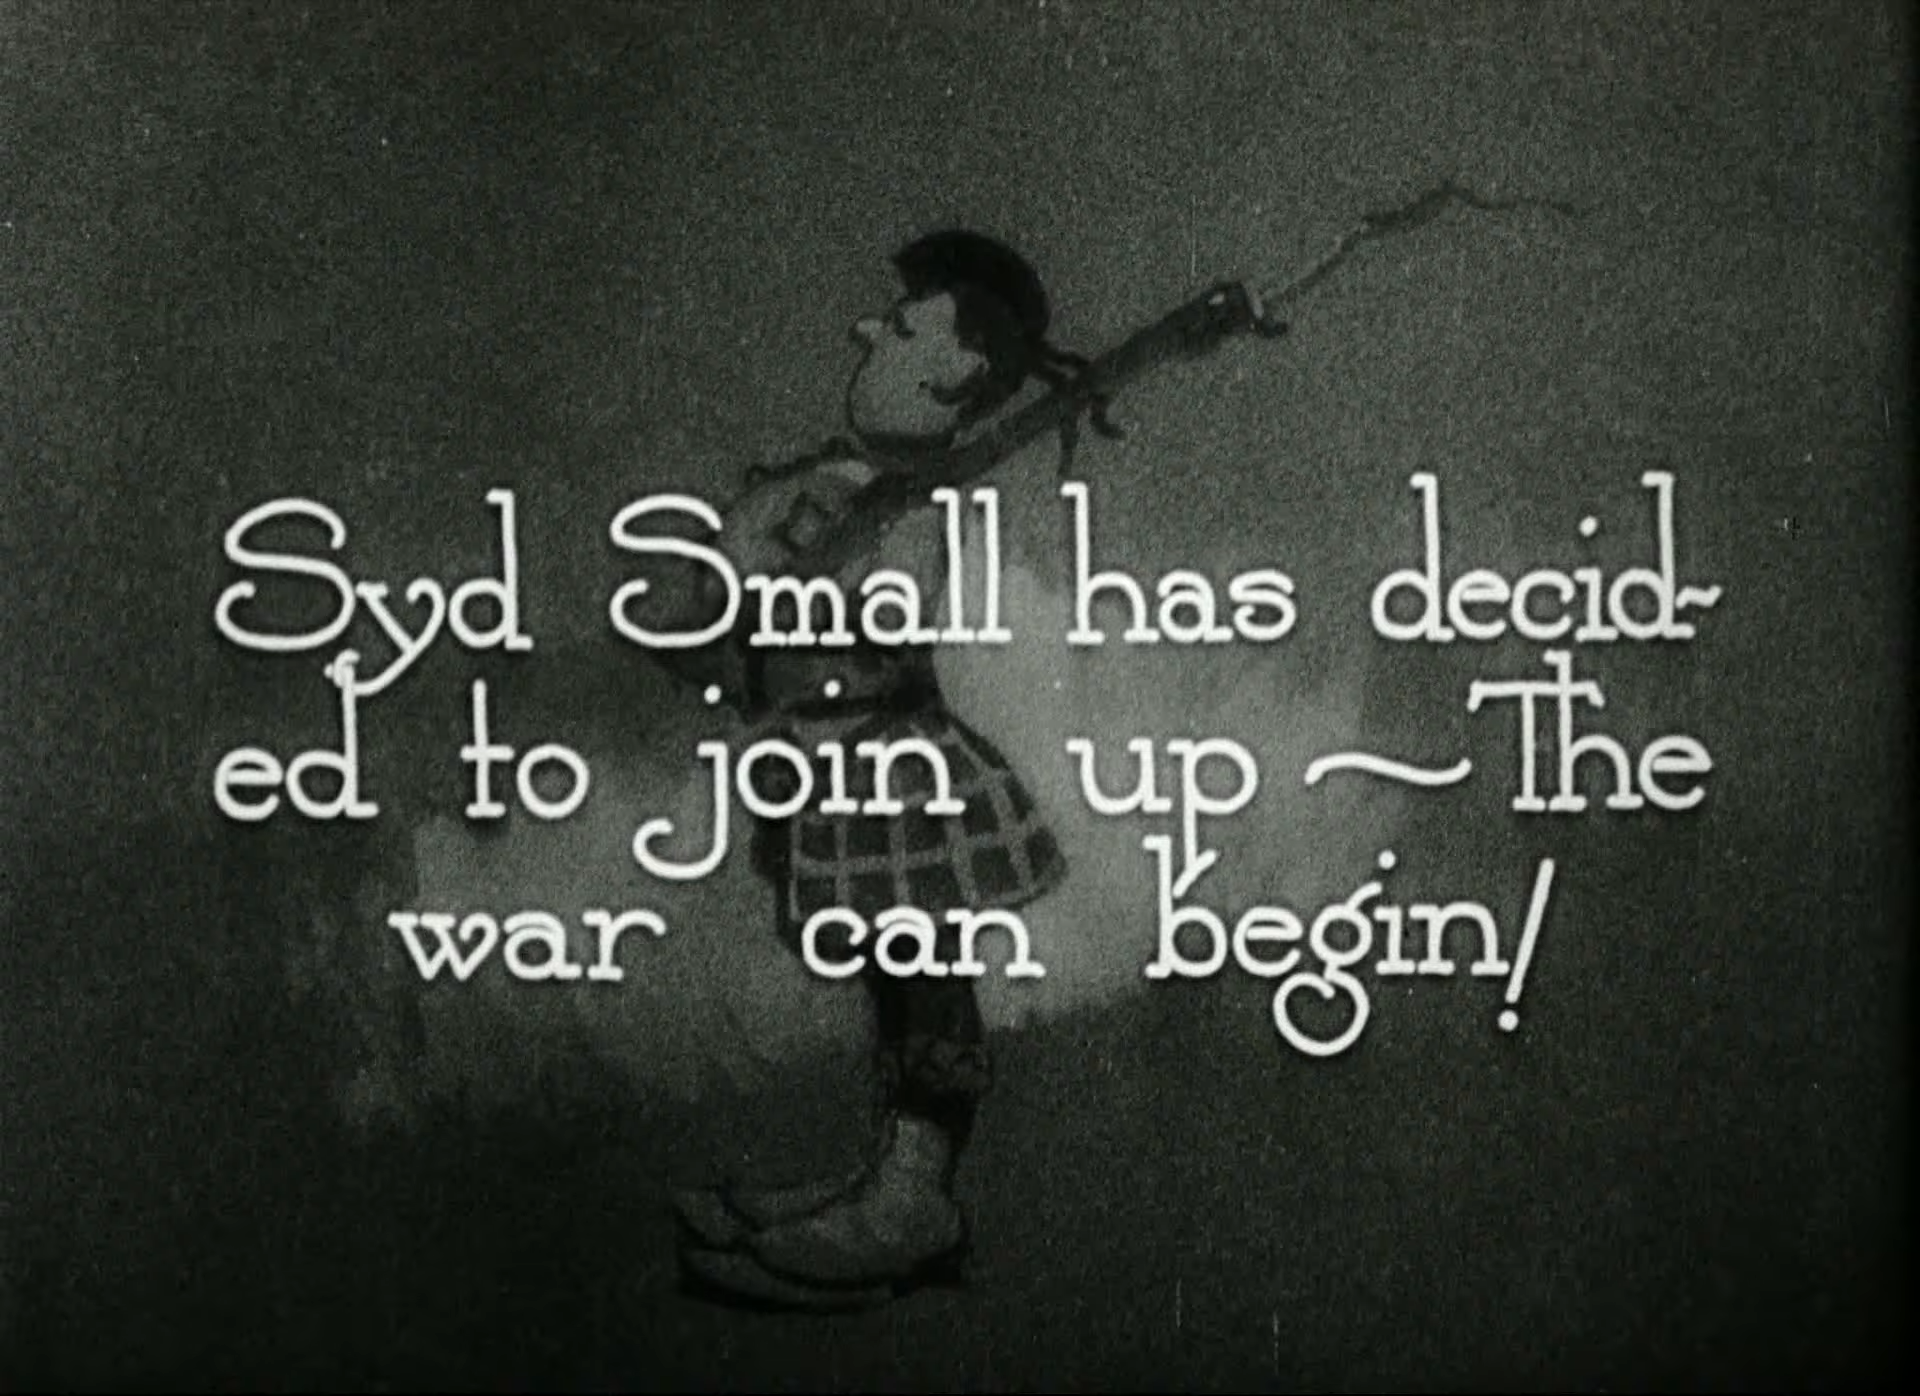 Syd Small has decid-
ed to join up ~ The
war can begin!